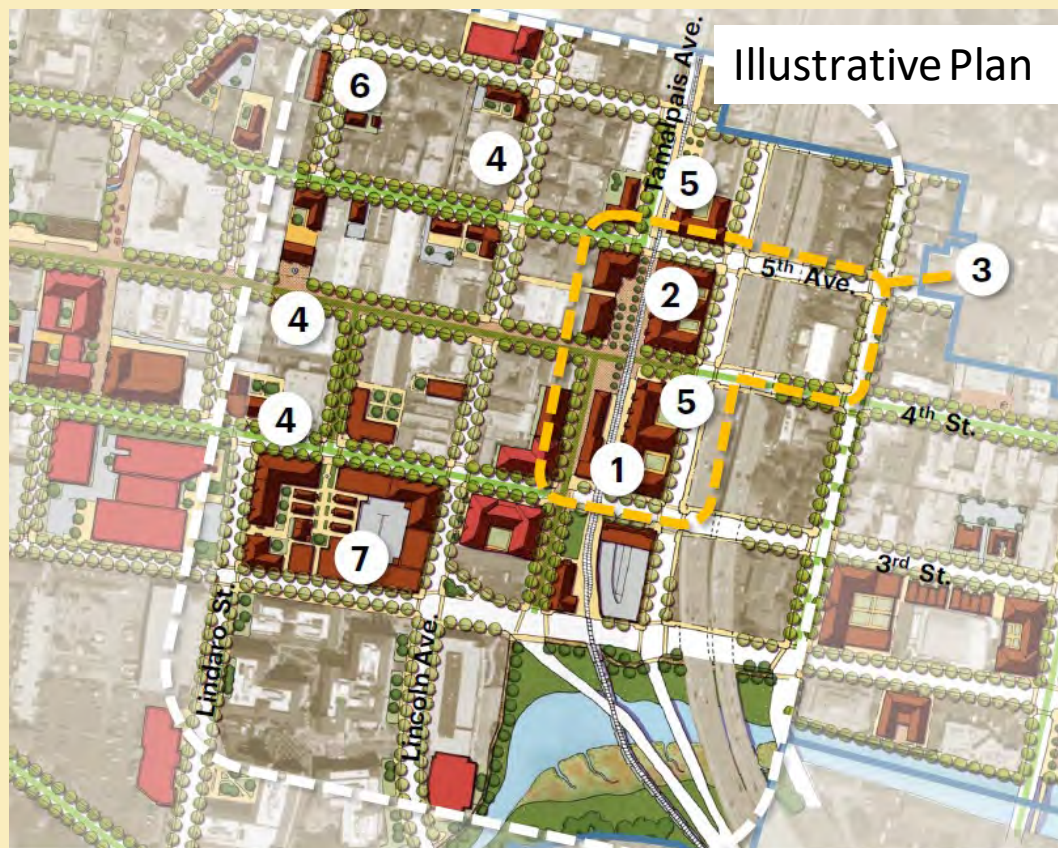 Illustrative Plan
Tamalpais Ave.
6
4
5
3
5th Ave.
2
4
5
4th St.
4
1
7
3rd St.
Lindaro St.
Lincoln Ave.